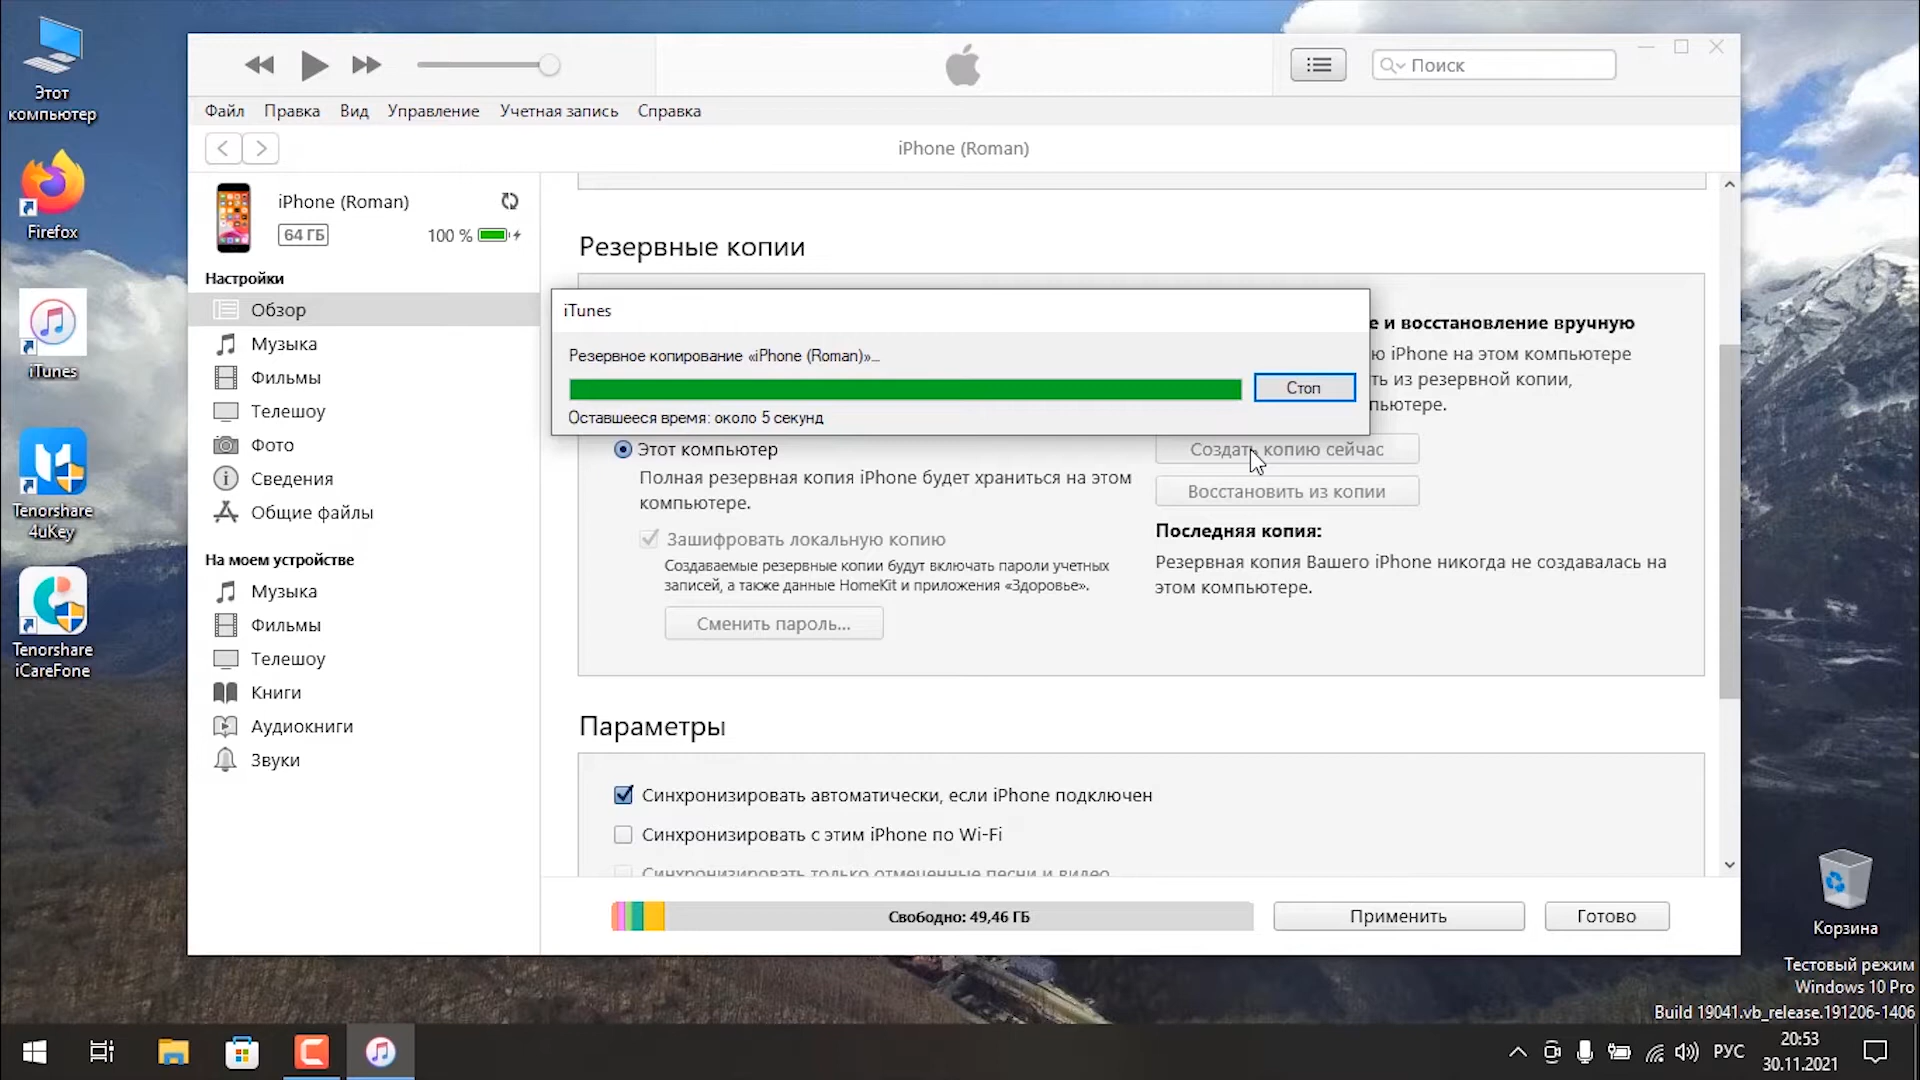 Этот
компьютер
Firefox
iTunes
Tenorshare
4uKey
Tenorshare
iCareFone
Поиск
Файл Правка Вид Управление Учетная запись Справка
iPhone (Roman)
iPhone (Roman)
64 ГБ
100 %
Настройки
Обзор
Музыка
Фильмы
Телешоу
Фото
Сведения
Общие файлы
На моем устройстве
Музыка
Фильмы
Телешоу
Книги
Аудиокниги
Звуки
Резервные копии
iTunes
Резервное копирование «iPhone (Roman)»...
Стоп
Оставшееся время: около 5 секунд
е и восстановление вручную
ю iPhone на этом компьютере
ть из резервной копии,
пьютере.
Этот компьютер
Полная резервная копия iPhone будет храниться на этом
компьютере.
Зашифровать локальную копию
Создаваемые резервные копии будут включать пароли учетных
записей, а также данные HomeKit и приложения «Здоровье».
Сменить пароль...
Создать копию сейчас
Восстановить из копии
Последняя копия:
Резервная копия Вашего iPhone никогда не создавалась на
этом компьютере.
Параметры
Синхронизировать автоматически, если iPhone подключен
Синхронизировать с этим iPhone по Wi-Fi
Синхронизировать только отмеченные песни и видео
Свободно: 49,46 ГБ
Применить
Готово
Корзина
Тестовый режим
Windows 10 Pro
Build 19041.vb_release.191206-1406
РУС
20:53
30.11.2021